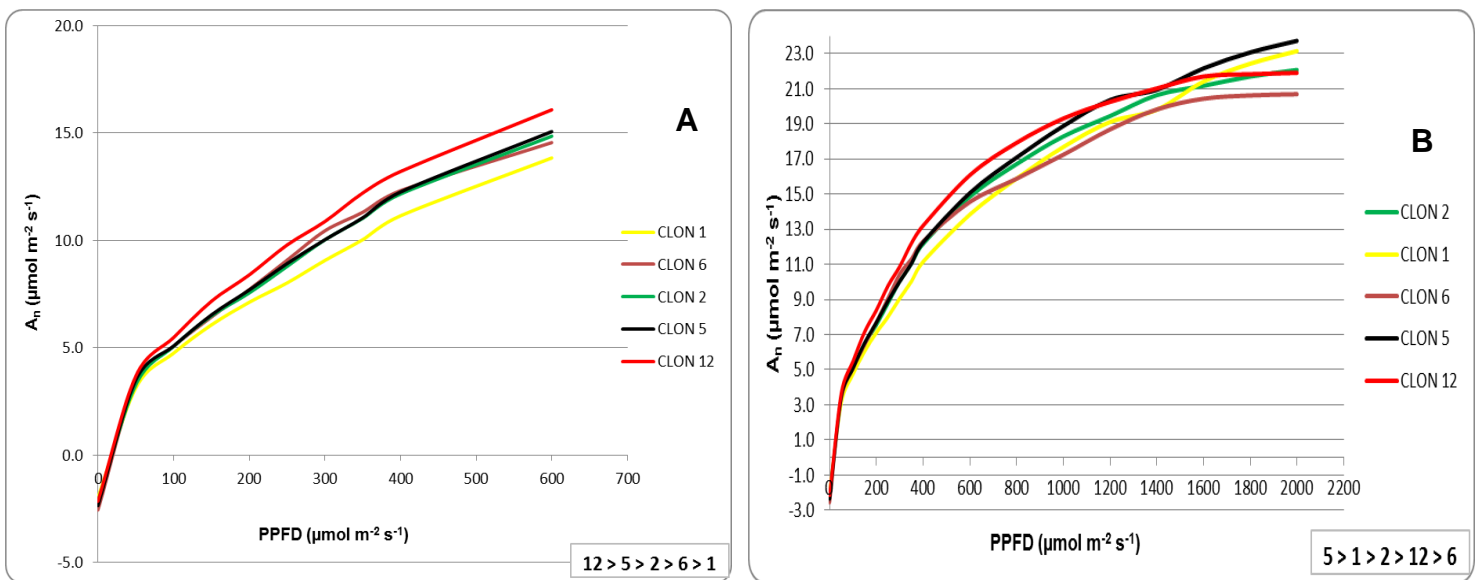 20.0
15.0
10.0
5.0
0.0
-5.0
Aₙ (µmol m⁻² s⁻¹)
0 100 200 300 400 500 600 700
PPFD (µmol m⁻² s⁻¹)
A
CLON 1
CLON 6
CLON 2
CLON 5
CLON 12
12 > 5 > 2 > 6 > 1
23.0
21.0
19.0
17.0
15.0
13.0
11.0
9.0
7.0
5.0
3.0
1.0
-1.0
-3.0
Aₙ (µmol m⁻² s⁻¹)
0 200 400 600 800 1000 1200 1400 1600 1800 2000 2200
PPFD (µmol m⁻² s⁻¹)
B
CLON 2
CLON 1
CLON 6
CLON 5
CLON 12
5 > 1 > 2 > 12 > 6